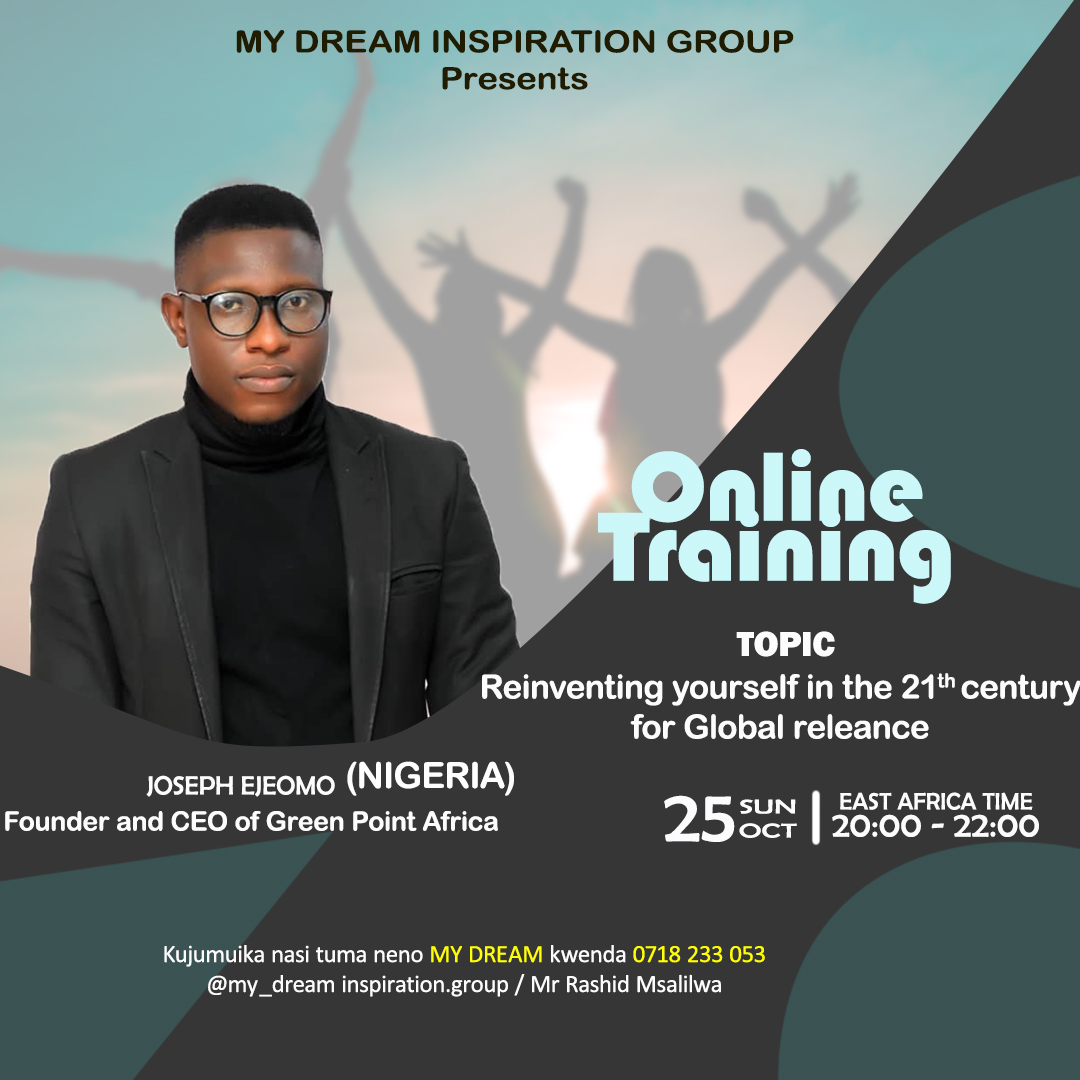 MY DREAM INSPIRATION GROUP
Presents
Online
Training
TOPIC
Reinventing yourself in the 21th century
for Global releance
JOSEPH EJEOMO (NIGERIA)
Founder and CEO of Green Point Africa
25 SUN OCT | EAST AFRICA TIME
20:00 - 22:00
Kujumuika nasi tuma neno MY DREAM kwenda 0718 233 053
@my_dream inspiration.group / Mr Rashid Msalilwa